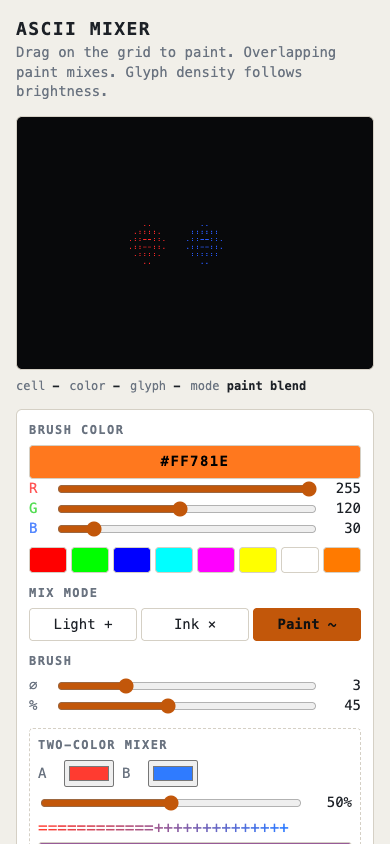 ASCII MIXER
Drag on the grid to paint. Overlapping
paint mixes. Glyph density follows
brightness.
cell – color – glyph – mode paint blend
BRUSH COLOR
#FF781E
R 255
G 120
B 30
MIX MODE
Light + Ink × Paint ~
BRUSH
⌀ 3
% 45
TWO-COLOR MIXER
A B
50%